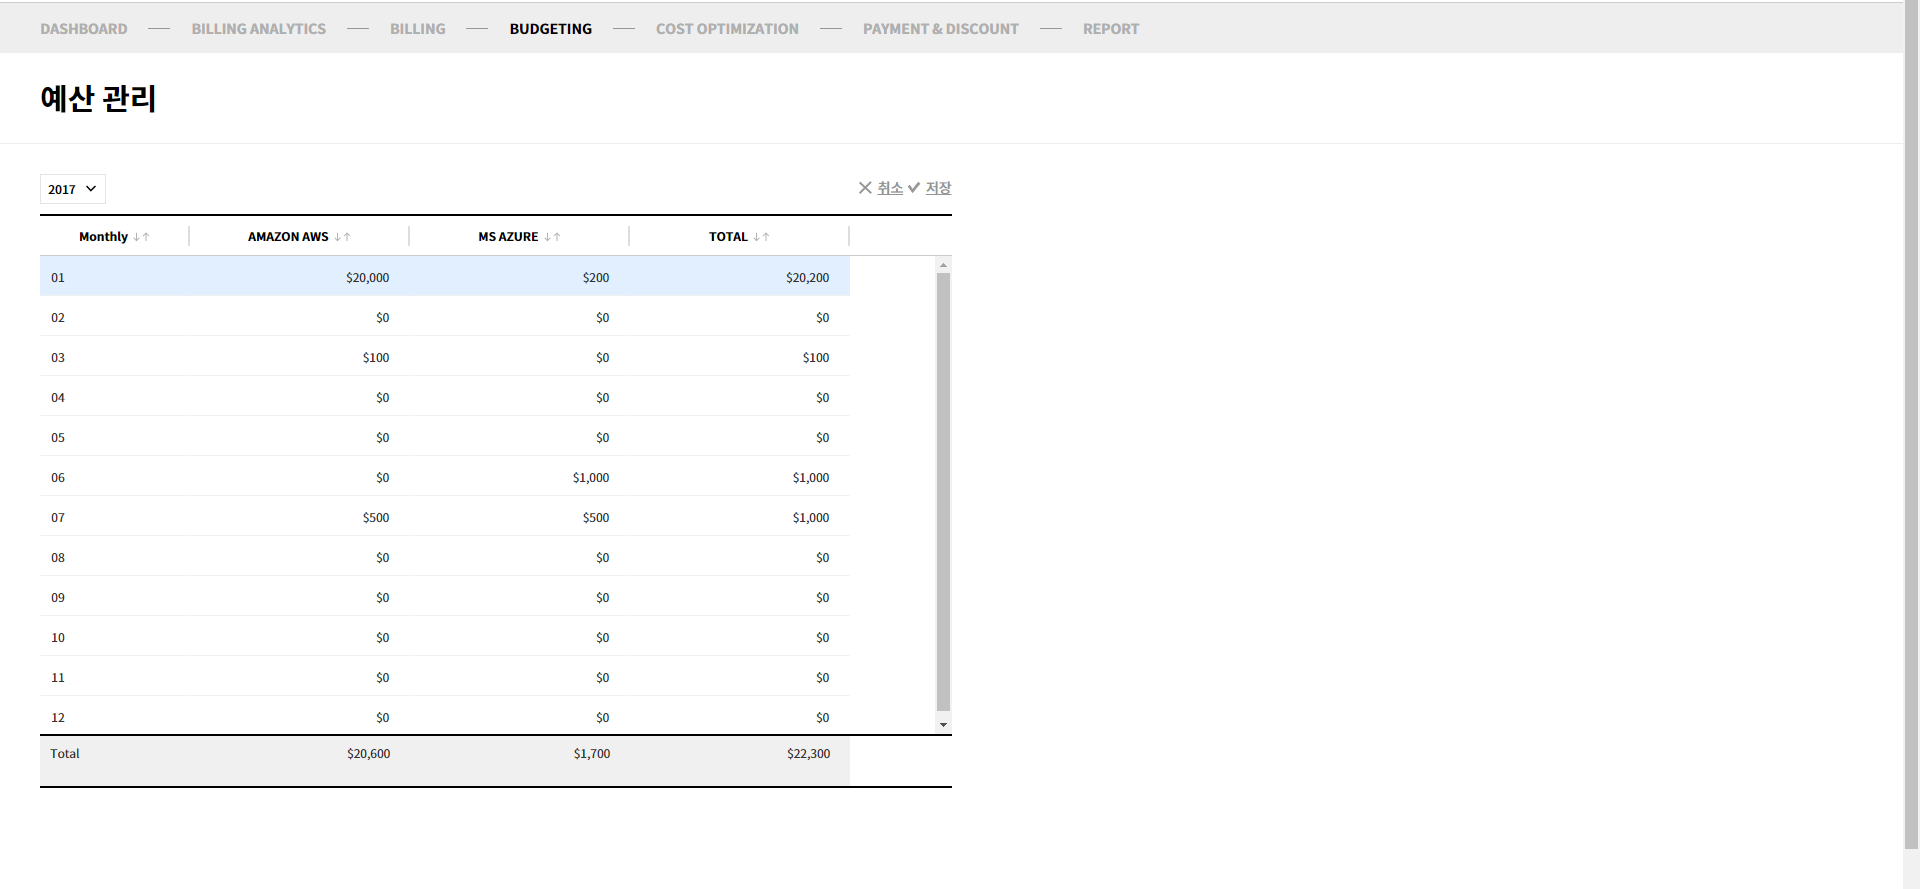 DASHBOARD BILLING ANALYTICS BILLING BUDGETING COST OPTIMIZATION PAYMENT & DISCOUNT REPORT
예산 관리
2017 취소 저장
Monthly AMAZON AWS MS AZURE TOTAL
01 $20,000 $200 $20,200
02 $0 $0 $0
03 $100 $0 $100
04 $0 $0 $0
05 $0 $0 $0
06 $0 $1,000 $1,000
07 $500 $500 $1,000
08 $0 $0 $0
09 $0 $0 $0
10 $0 $0 $0
11 $0 $0 $0
12 $0 $0 $0
Total $20,600 $1,700 $22,300